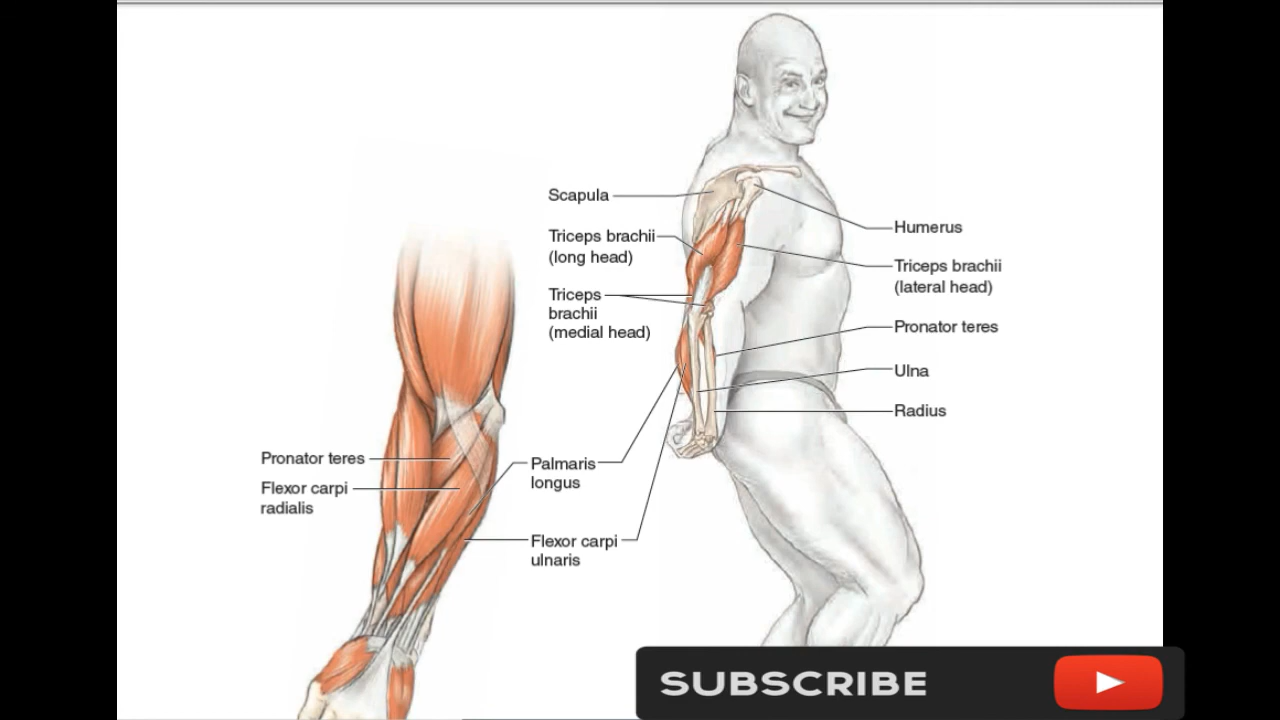 Scapula
Triceps brachii
(long head)
Triceps
brachii
(medial head)
Humerus
Triceps brachii
(lateral head)
Pronator teres
Ulna
Radius
Pronator teres
Flexor carpi
radialis
Palmaris
longus
Flexor carpi
ulnaris
SUBSCRIBE